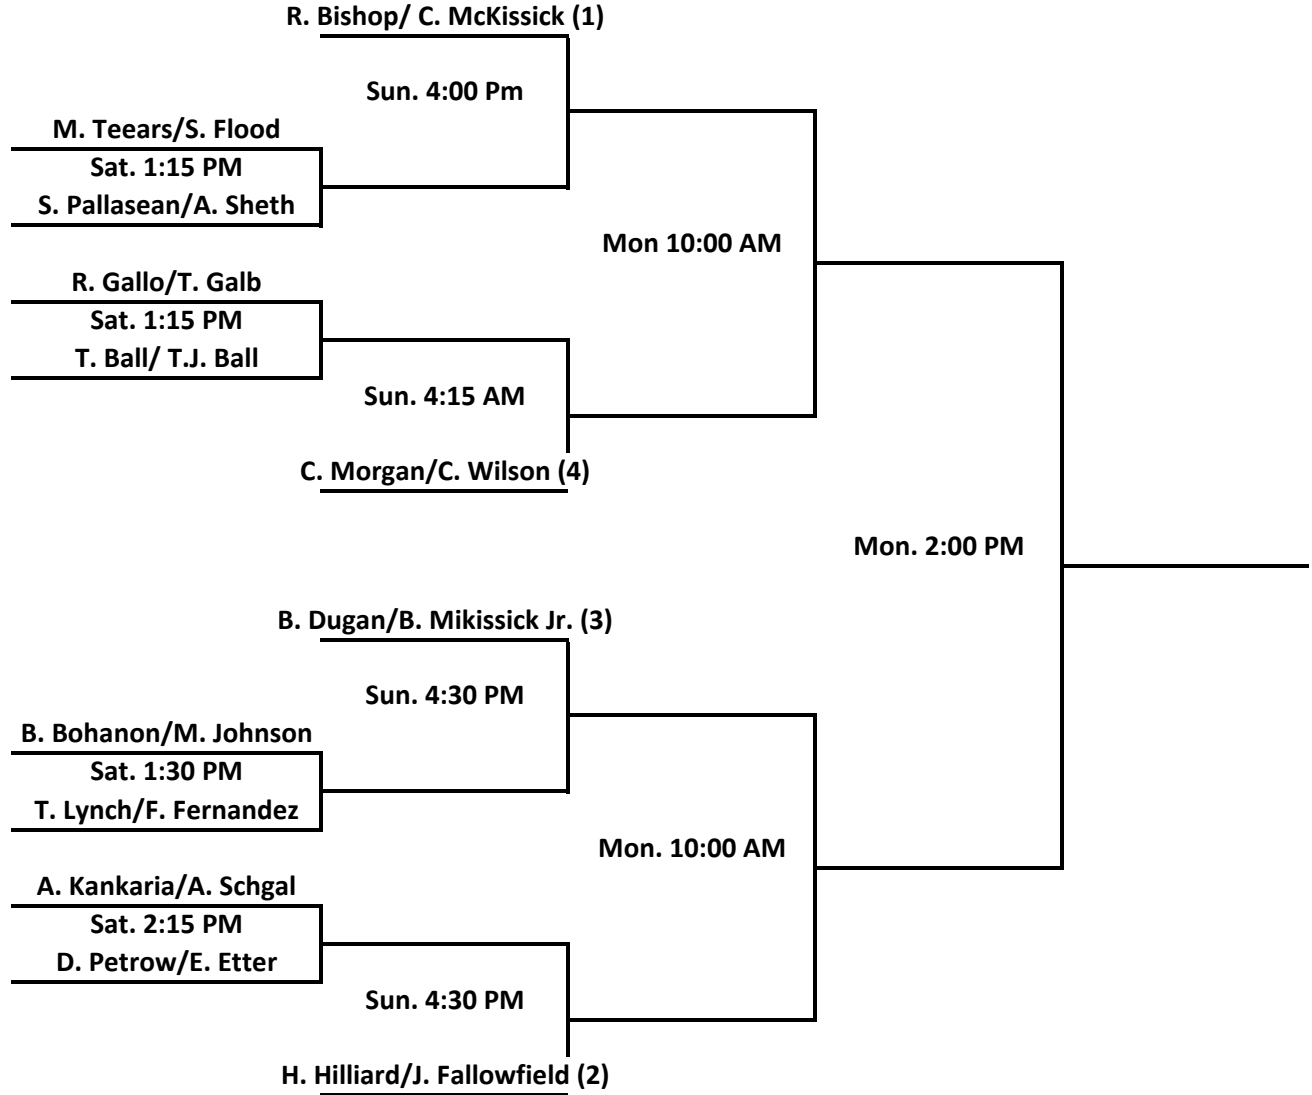 R. Bishop/ C. McKissick (1)
Sun. 4:00 Pm
M. Teears/S. Flood
Sat. 1:15 PM
S. Pallasean/A. Sheth
Mon 10:00 AM
R. Gallo/T. Galb
Sat. 1:15 PM
T. Ball/ T.J. Ball
Sun. 4:15 AM
C. Morgan/C. Wilson (4)
Mon. 2:00 PM
B. Dugan/B. Mikissick Jr. (3)
Sun. 4:30 PM
B. Bohanon/M. Johnson
Sat. 1:30 PM
T. Lynch/F. Fernandez
Mon. 10:00 AM
A. Kankaria/A. Schgal
Sat. 2:15 PM
D. Petrow/E. Etter
Sun. 4:30 PM
H. Hilliard/J. Fallowfield (2)